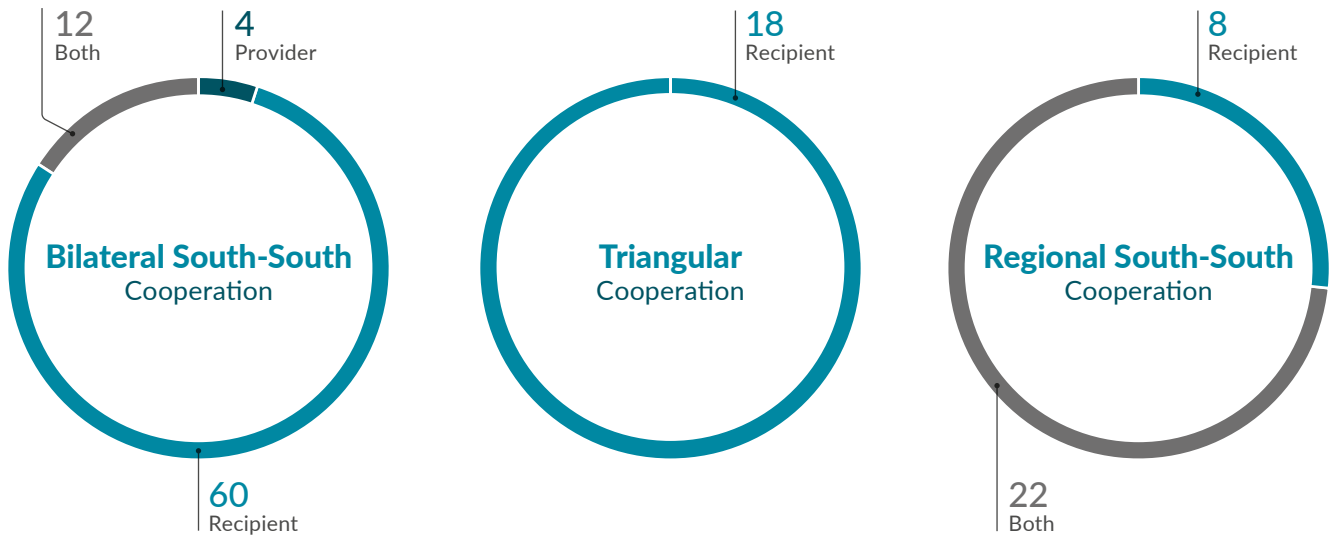 12
Both
4
Provider
Bilateral South-South
Cooperation
60
Recipient
18
Recipient
Triangular
Cooperation
8
Recipient
Regional South-South
Cooperation
22
Both